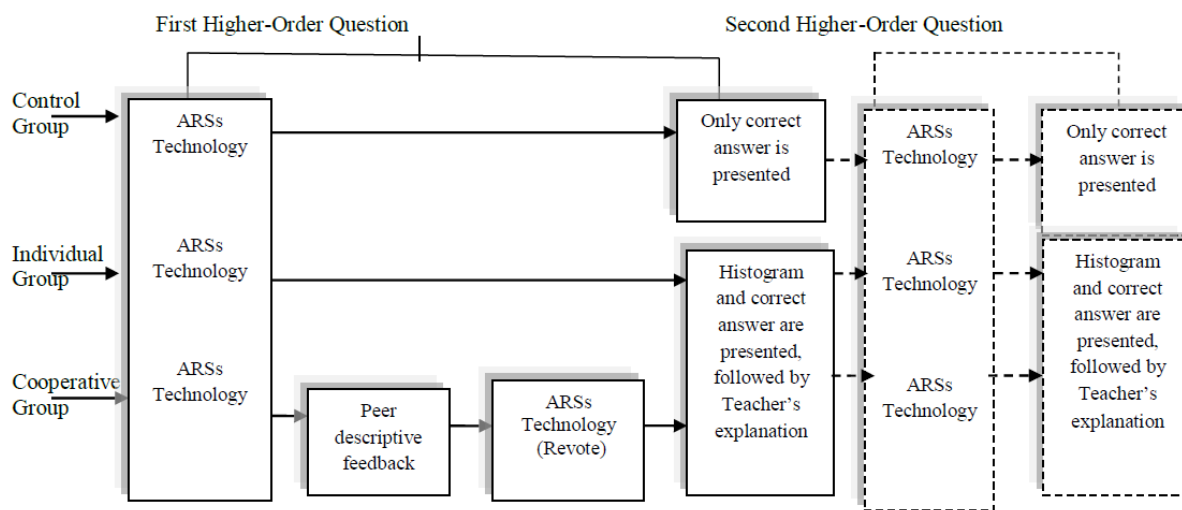 First Higher-Order Question
Second Higher-Order Question
Control
Group
ARSs
Technology
Only correct
answer is
presented
ARSs
Technology
Only correct
answer is
presented
Individual
Group
ARSs
Technology
Histogram
and correct
answer are
presented,
followed by
Teacher's
explanation
ARSs
Technology
Histogram
and correct
answer are
presented,
followed by
Teacher's
explanation
Cooperative
Group
ARSs
Technology
Peer
descriptive
feedback
ARSs
Technology
(Revote)
ARSs
Technology